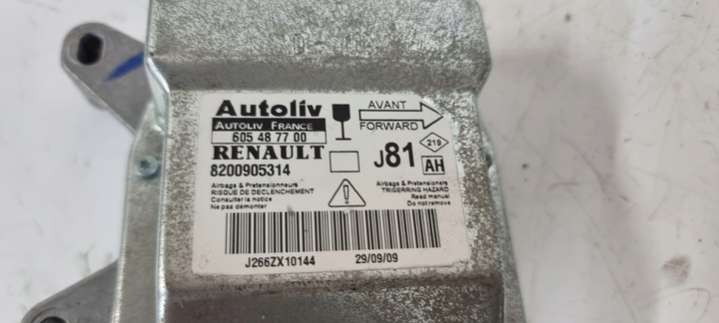 Autoliv
AUTOLIV FRANCE
605 48 77 00
RENAULT
8200905314
AVANT
FORWARD
J81
219
AH
Airbags & Pretensionneurs
RISQUE DE DECLENCHEMENT
Consulter la notice
Ne pas démonter
Airbags & Pretensioners
TRIGERRING HAZARD
Read manual
Do not remove
J266ZX10144
29/09/09